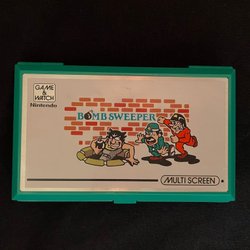 GAME &
WATCH
Nintendo
BOMB SWEEPER
MULTI SCREEN